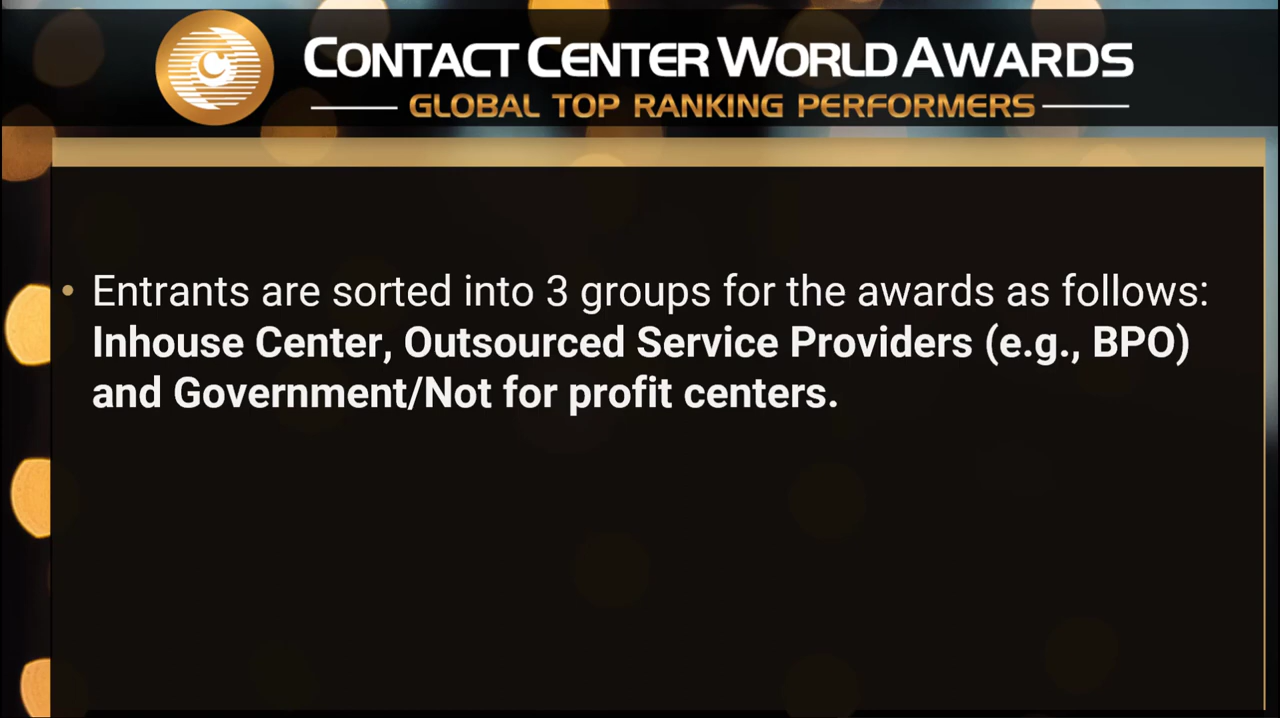 CONTACT CENTER WORLD AWARDS
GLOBAL TOP RANKING PERFORMERS
• Entrants are sorted into 3 groups for the awards as follows:
Inhouse Center, Outsourced Service Providers (e.g., BPO)
and Government/Not for profit centers.